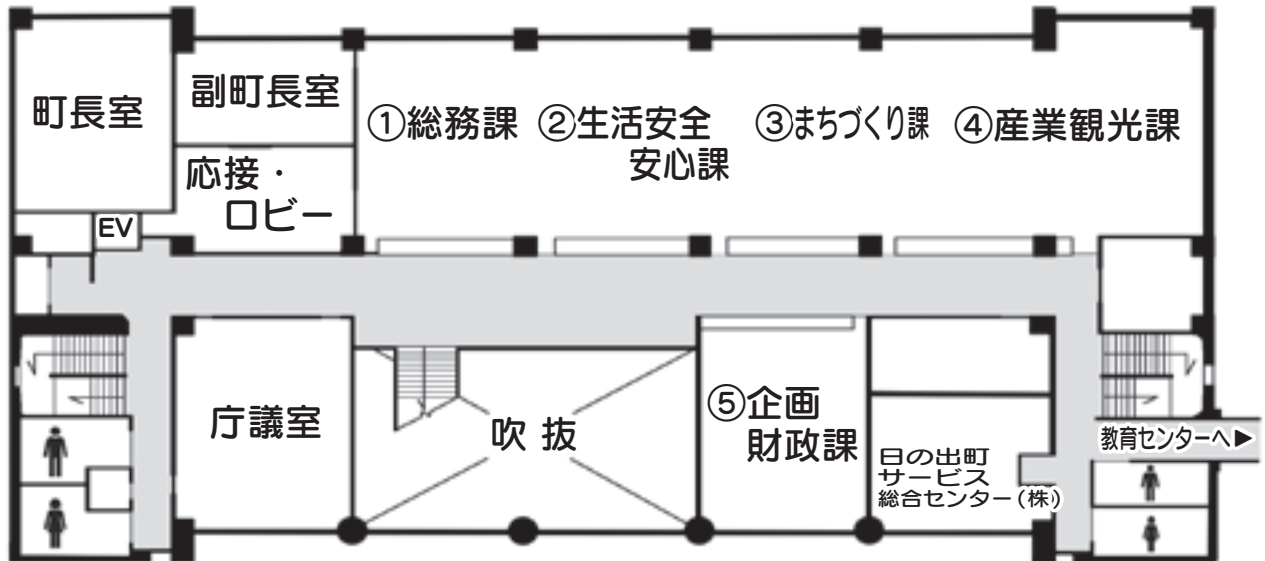 町長室
副町長室
応接・
ロビー
EV
①総務課
②生活安全
安心課
③まちづくり課
④産業観光課
庁議室
吹抜
⑤企画
財政課
日の出町
サービス
総合センター(株)
教育センターへ▶